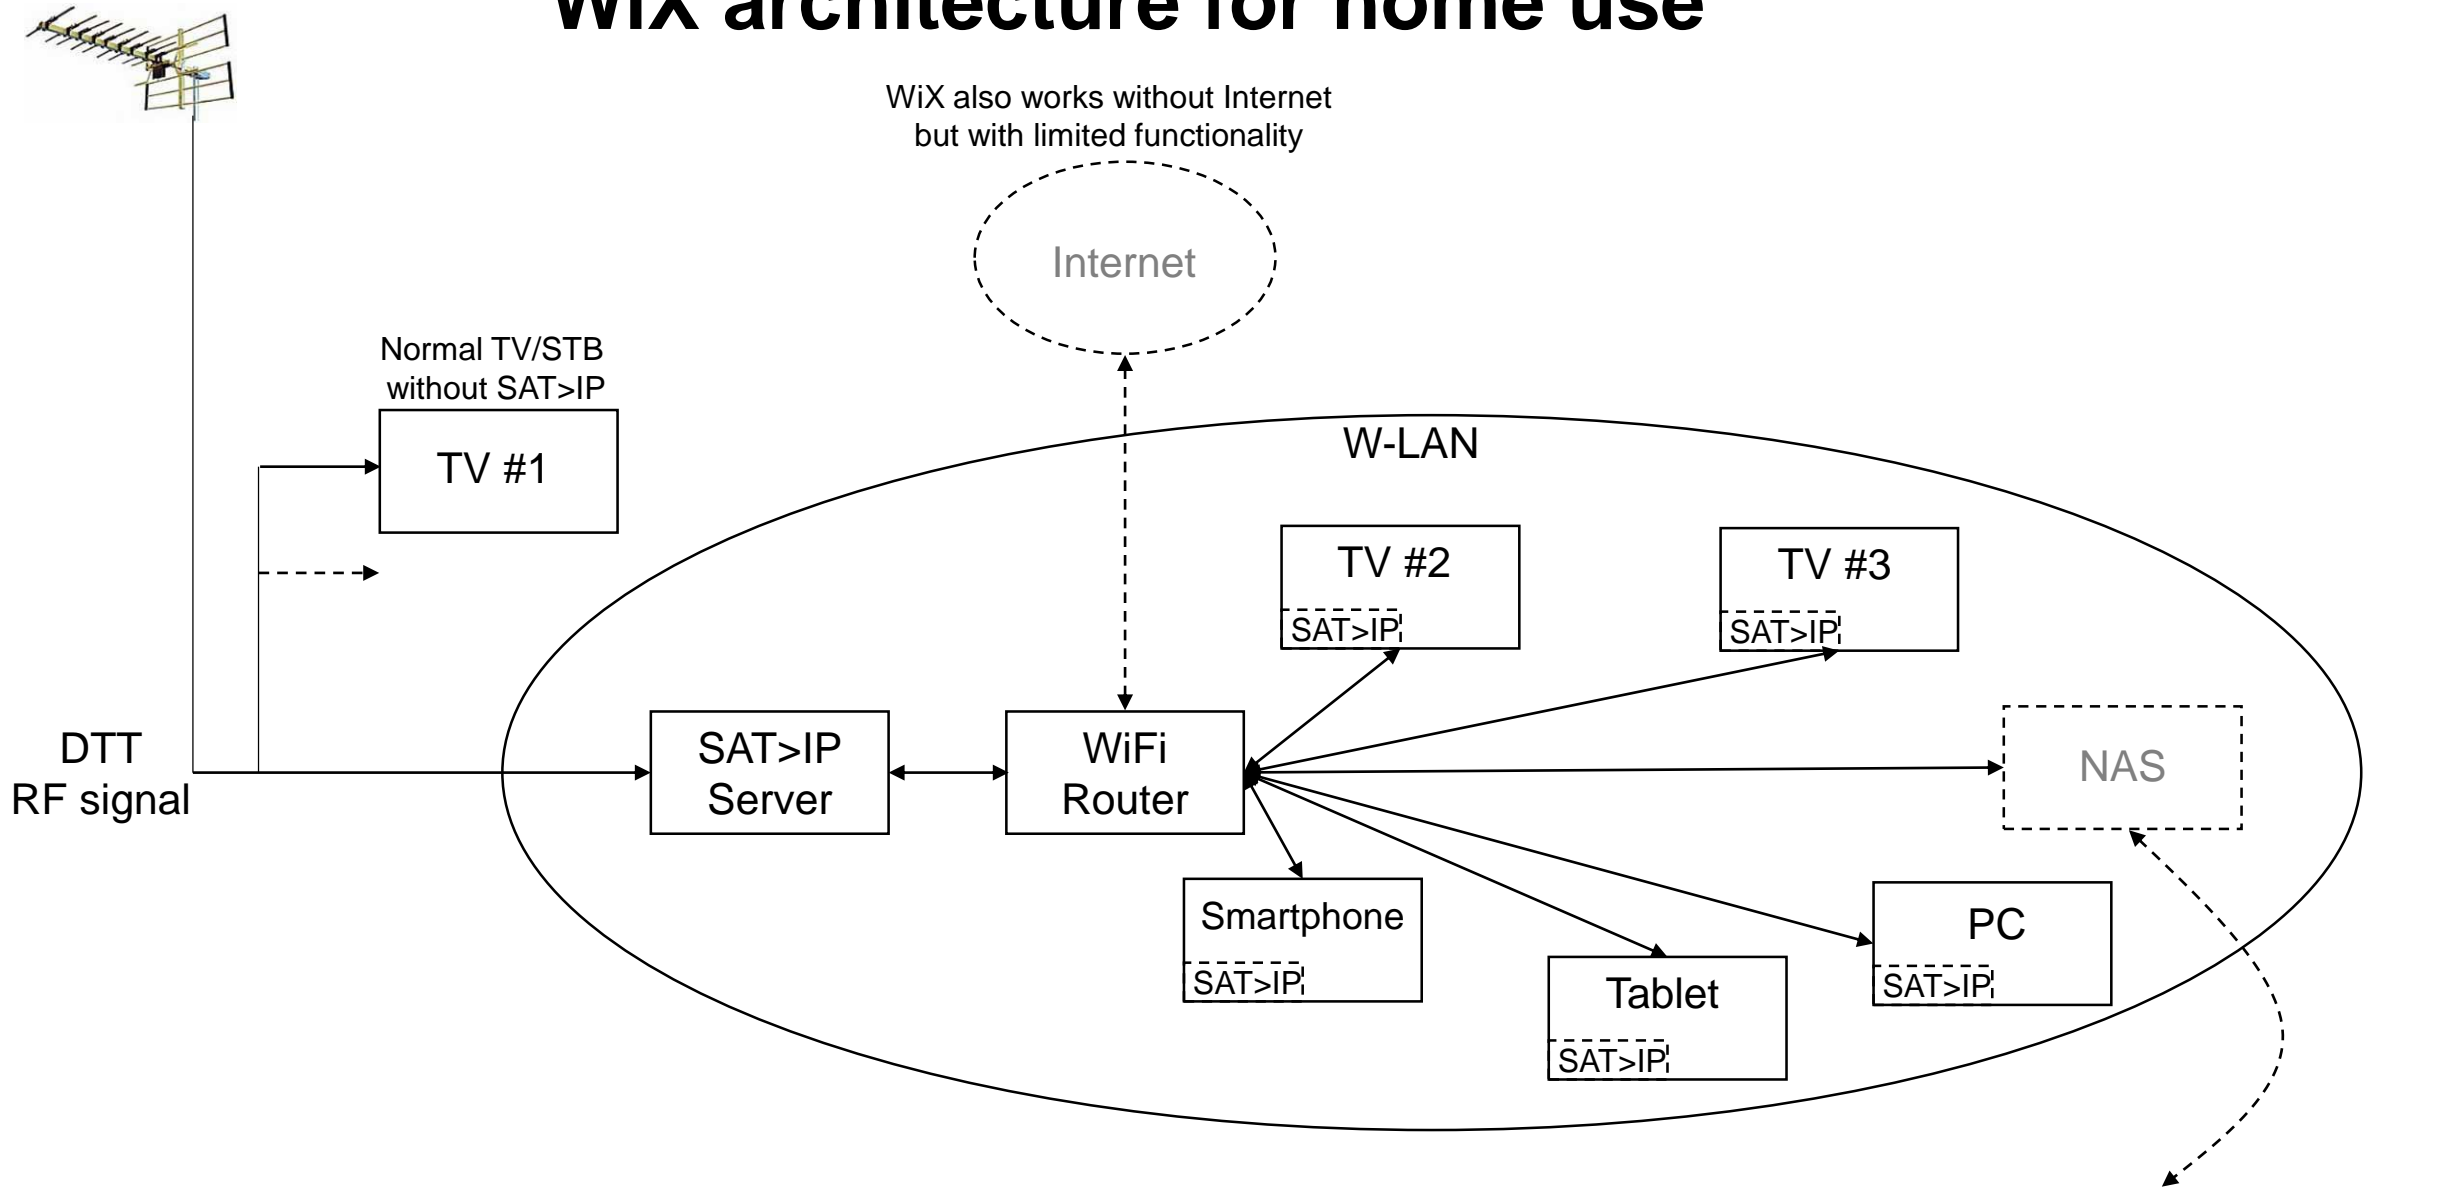 WiX architecture for home use
WiX also works without Internet
but with limited functionality
Internet
Normal TV/STB
without SAT>IP
TV #1
W-LAN
TV #2
SAT>IP
TV #3
SAT>IP
DTT
RF signal
SAT>IP
Server
WiFi
Router
NAS
Smartphone
SAT>IP
Tablet
SAT>IP
PC
SAT>IP